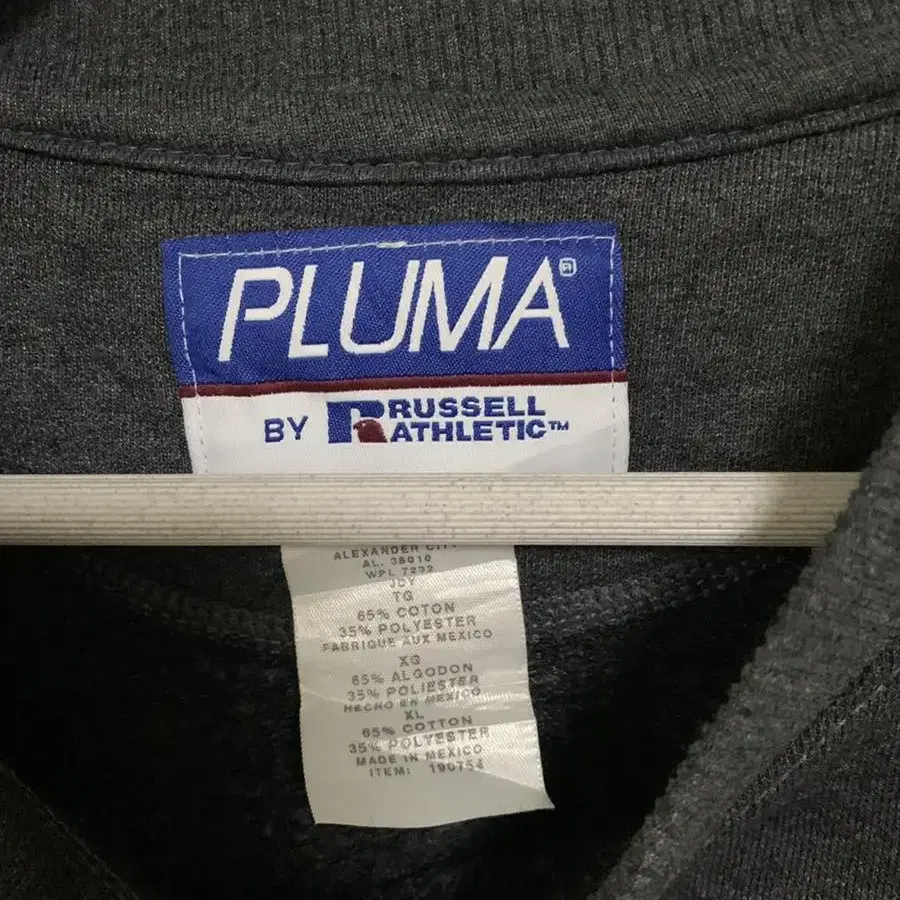 PLUMA®
BY RUSSELL
ATHLETIC™
ALEXANDER CITY
AL. 35010
WPL 7232
JDY
TG
65% COTON
35% POLYESTER
FABRIQUE AUX MEXICO
XG
65% ALGODON
35% POLIESTER
HECHO EN MEXICO
XL
65% COTTON
35% POLYESTER
MADE IN MEXICO
ITEM: 190754